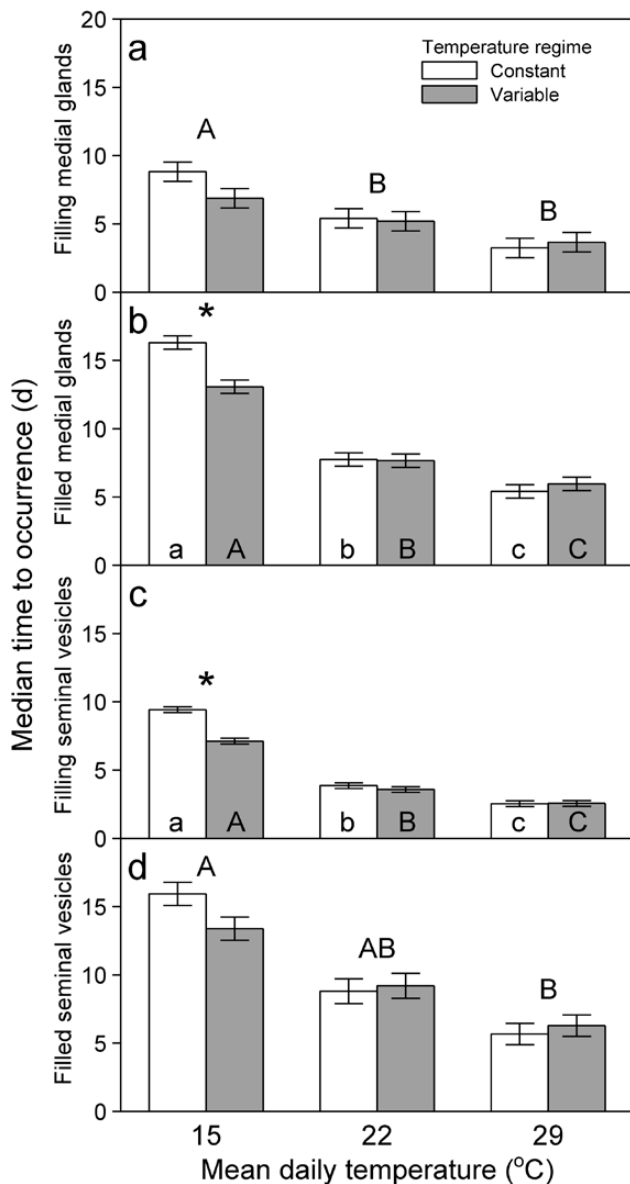 Median time to occurrence (d)
a
Filling medial glands
20
15
10
5
0
Temperature regime
Constant
Variable
A
B
B
b
Filled medial glands
15
10
5
0
*
a
A
b
B
c
C
c
Filling seminal vesicles
15
10
5
0
*
a
A
b
B
c
C
d
Filled seminal vesicles
15
10
5
0
A
AB
B
15
22
29
Mean daily temperature (°C)